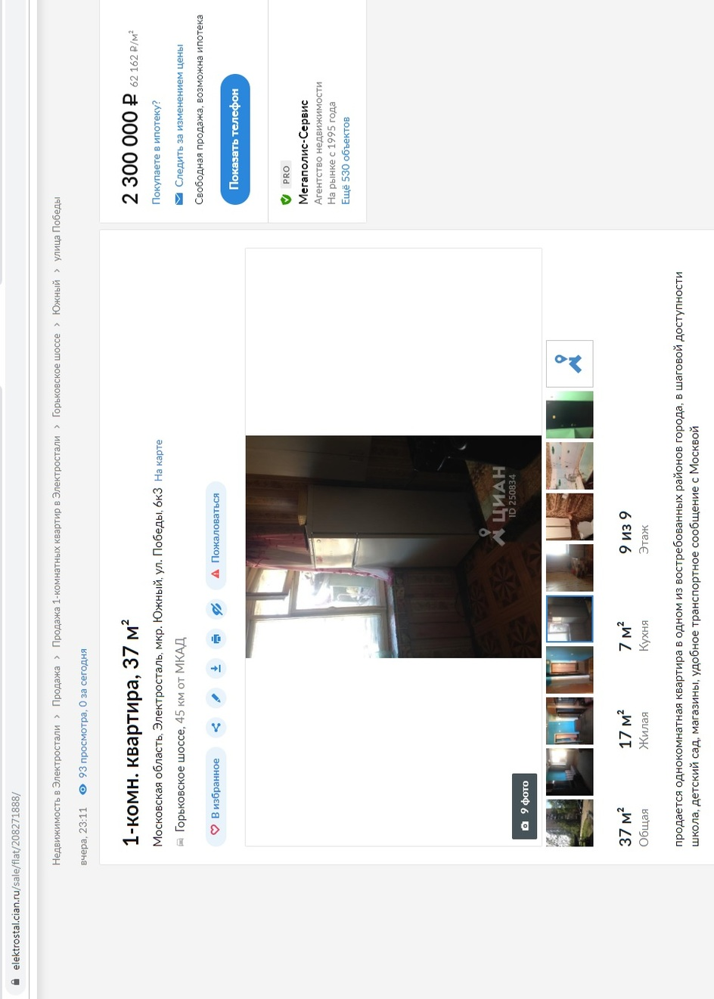 elektrostal.cian.ru/sale/flat/208271888/
Недвижимость в Электростали > Продажа > Продажа 1-комнатных квартир в Электростали > Горьковское шоссе > Южный > улица Победы
вчера, 23:11 93 просмотра, 0 за сегодня
1-комн. квартира, 37 м²
Московская область, Электросталь, мкр. Южный, ул. Победы, 6к3 На карте
Горьковское шоссе, 45 км от МКАД
В избранное
Пожаловаться
ЦИАН
ID 250834
9 фото
37 м² 17 м² 7 м² 9 из 9
Общая Жилая Кухня Этаж
продается однокомнатная квартира в одном из востребованных районов города, в шаговой доступности
школа, детский сад, магазины, удобное транспортное сообщение с Москвой
2 300 000 ₽ 62 162 ₽/м²
Покупаете в ипотеку?
Следить за изменением цены
Свободная продажа, возможна ипотека
Показать телефон
PRO
Мегаполис-Сервис
Агентство недвижимости
На рынке с 1995 года
Ещё 530 объектов